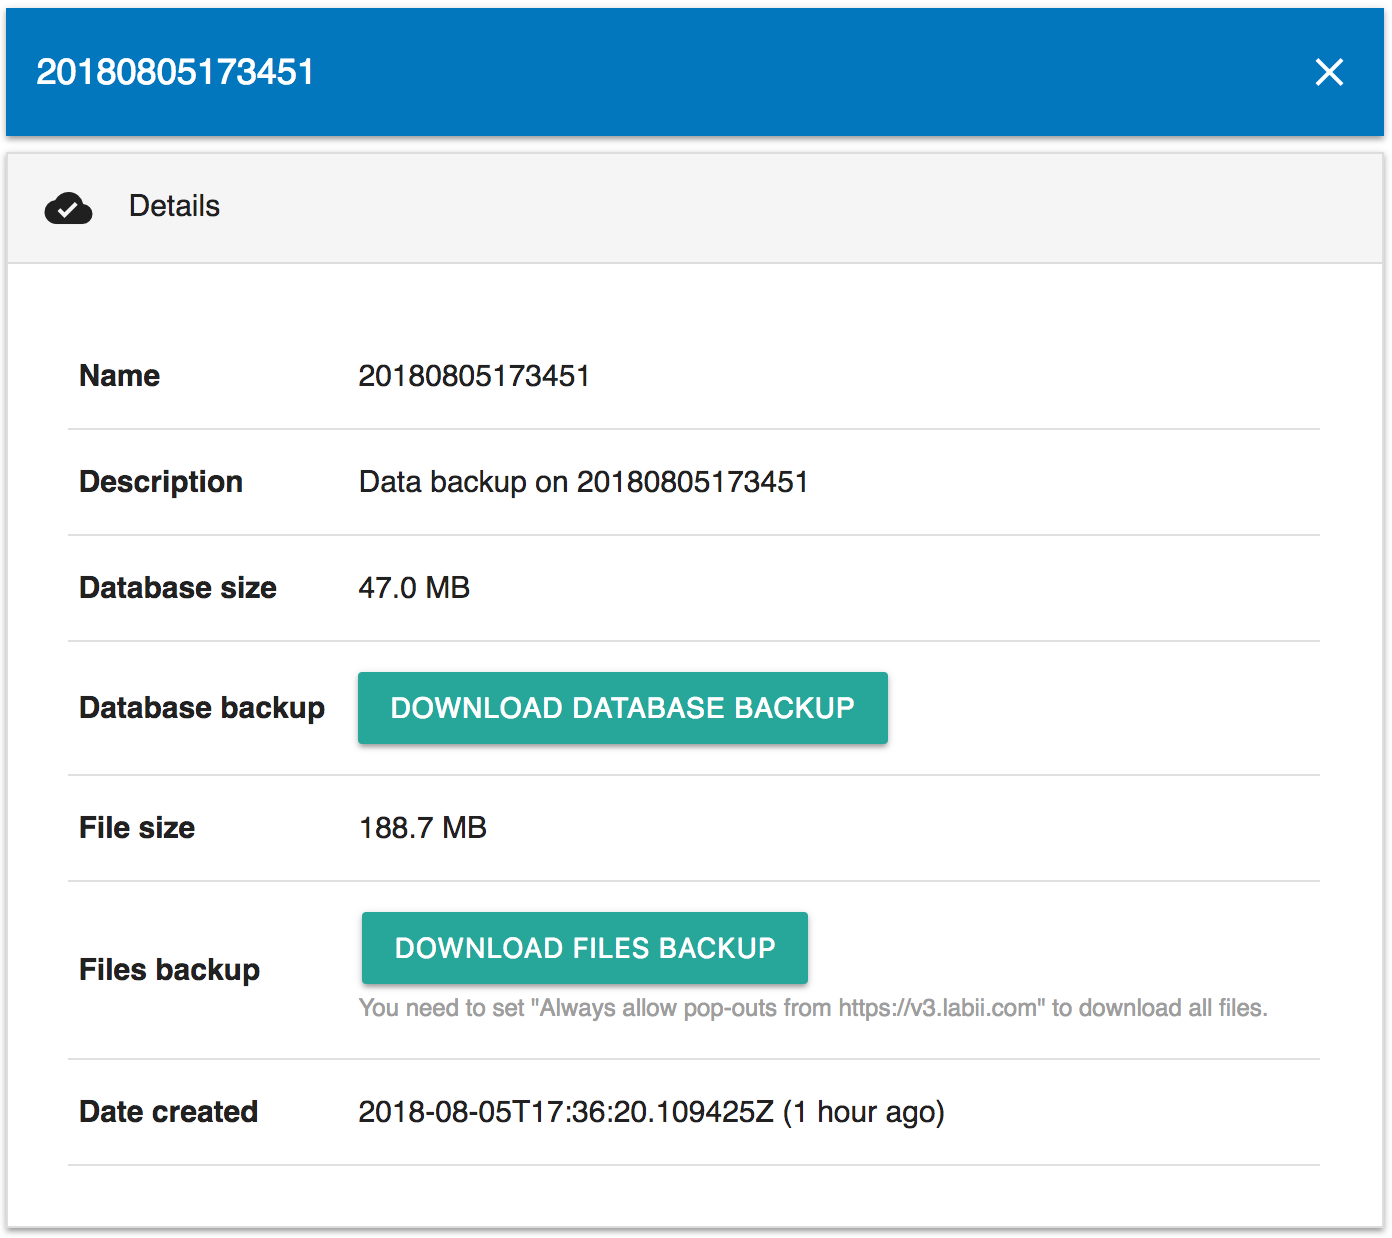 20180805173451
Details
Name 20180805173451
Description Data backup on 20180805173451
Database size 47.0 MB
Database backup DOWNLOAD DATABASE BACKUP
File size 188.7 MB
Files backup DOWNLOAD FILES BACKUP
You need to set "Always allow pop-outs from https://v3.labii.com" to download all files.
Date created 2018-08-05T17:36:20.109425Z (1 hour ago)